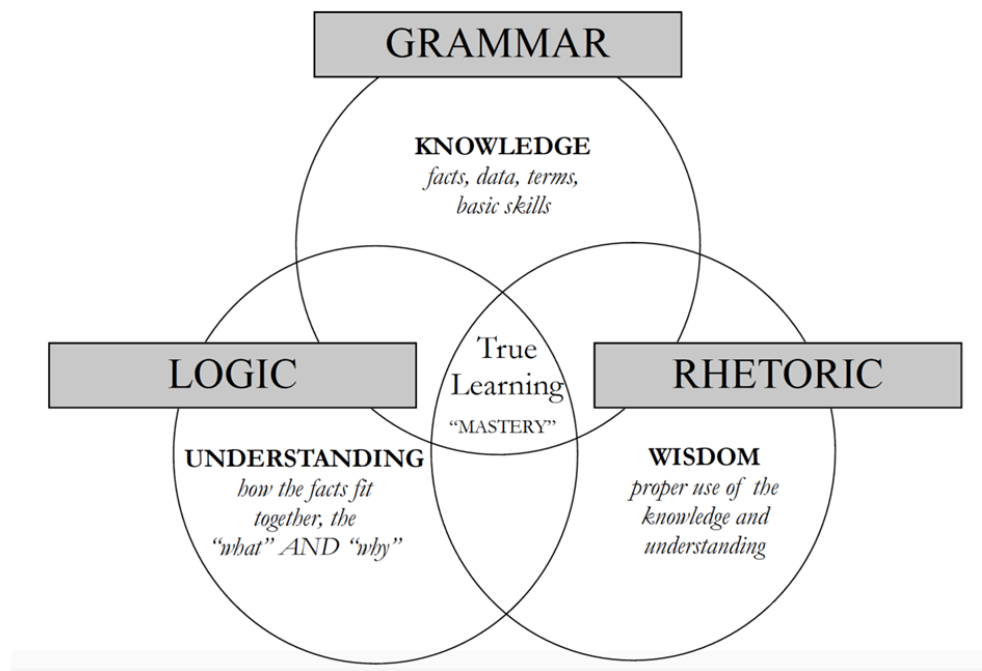 GRAMMAR
KNOWLEDGE
facts, data, terms,
basic skills
True
Learning
“MASTERY”
LOGIC
RHETORIC
UNDERSTANDING
how the facts fit
together, the
“what” AND “why”
WISDOM
proper use of the
knowledge and
understanding